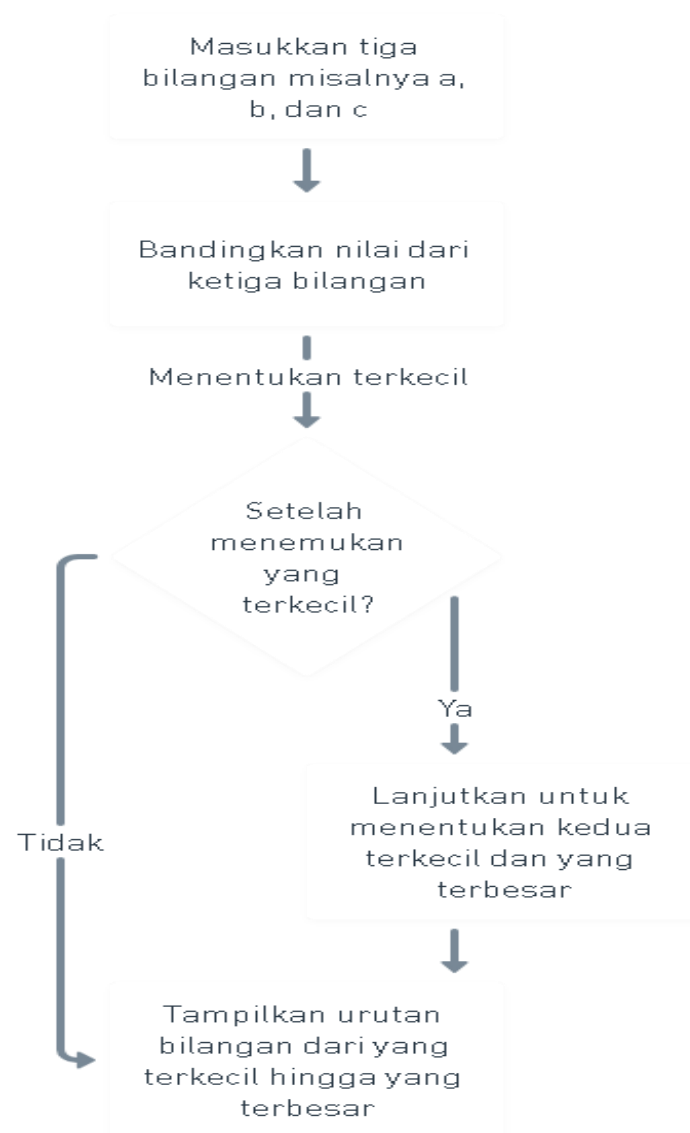 Masukkan tiga
bilangan misalnya a,
b, dan c
Bandingkan nilai dari
ketiga bilangan
Menentukan terkecil
Setelah
menemukan
yang
terkecil?
Ya
Lanjutkan untuk
menentukan kedua
terkecil dan yang
terbesar
Tidak
Tampilkan urutan
bilangan dari yang
terkecil hingga yang
terbesar